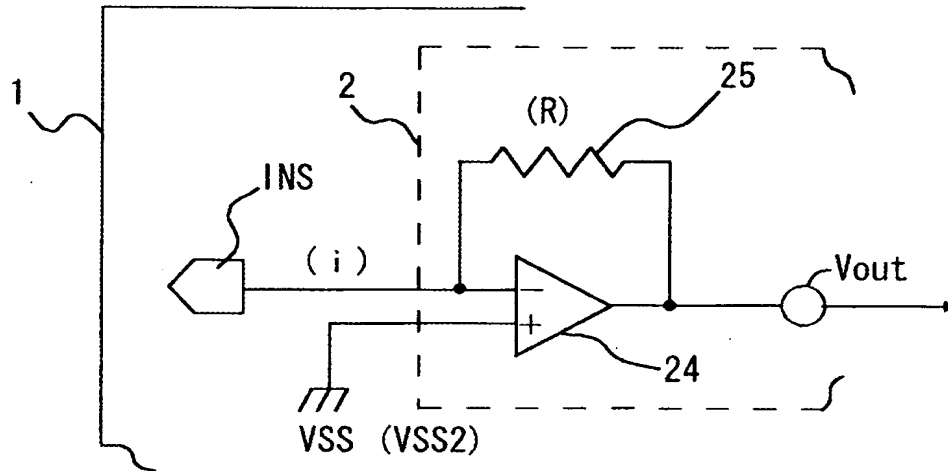 1
2
25
(R)
INS
(i)
Vout
−
+
24
VSS (VSS2)